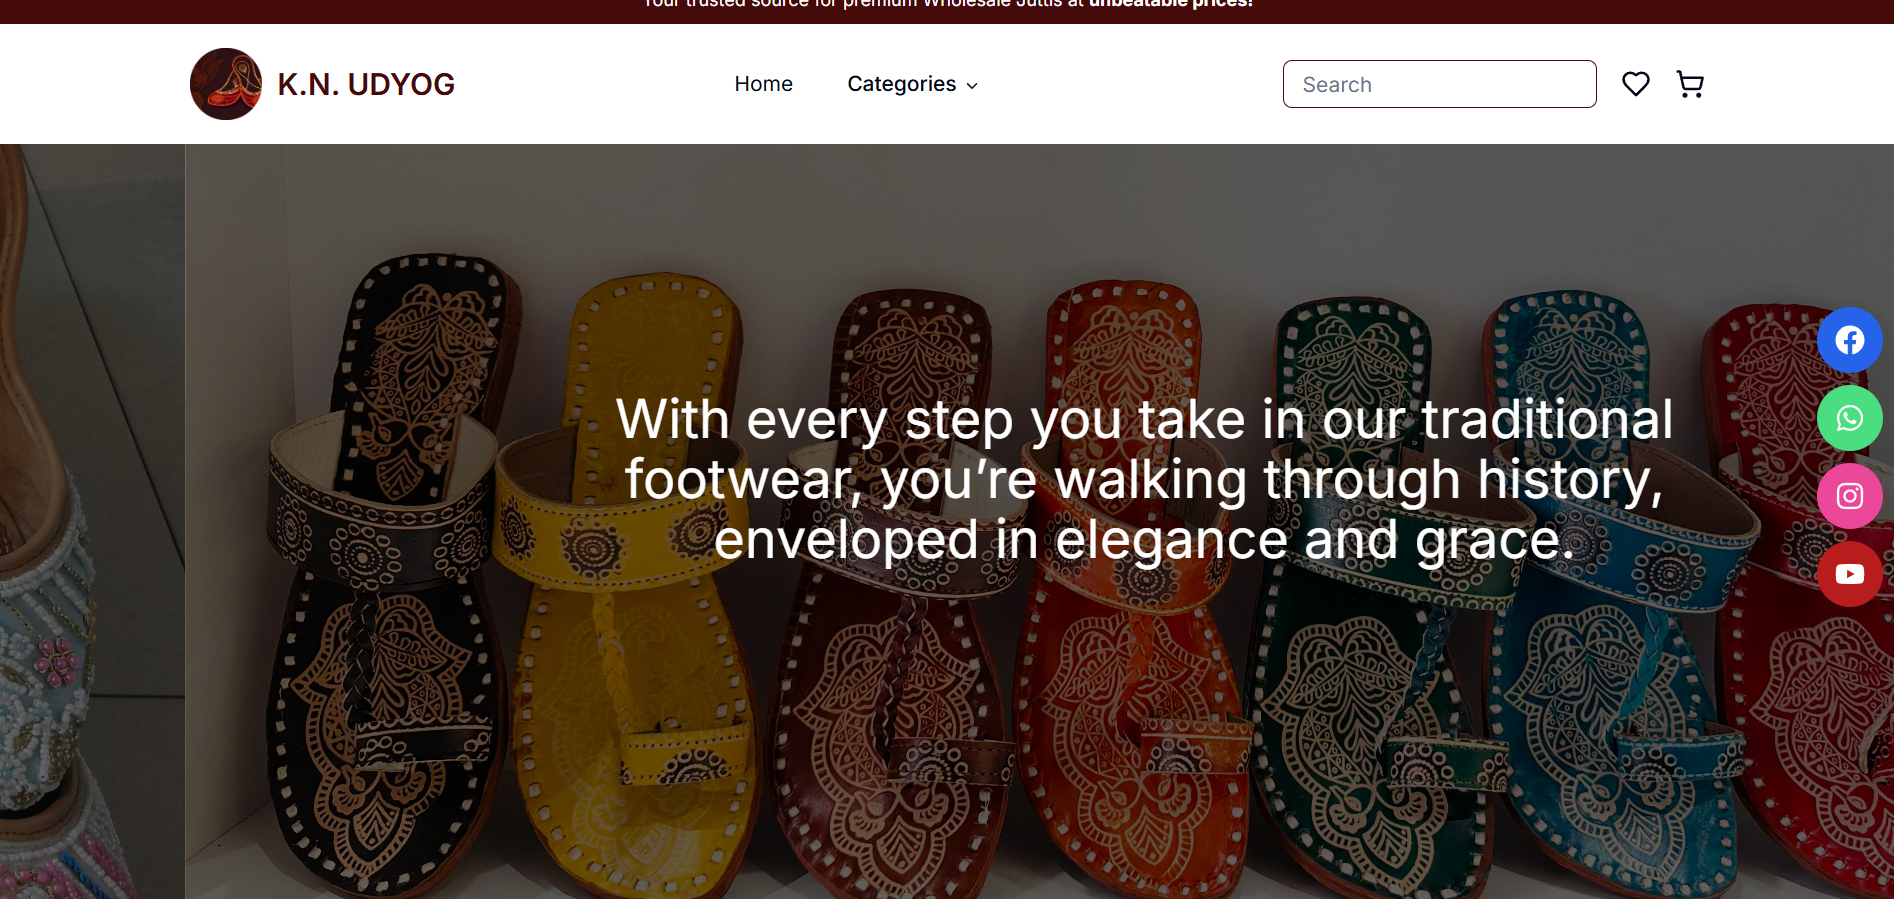 Your trusted source for premium Wholesale Juttis at unbeatable prices!
K.N. UDYOG
Home
Categories
Search
With every step you take in our traditional
footwear, you’re walking through history,
enveloped in elegance and grace.